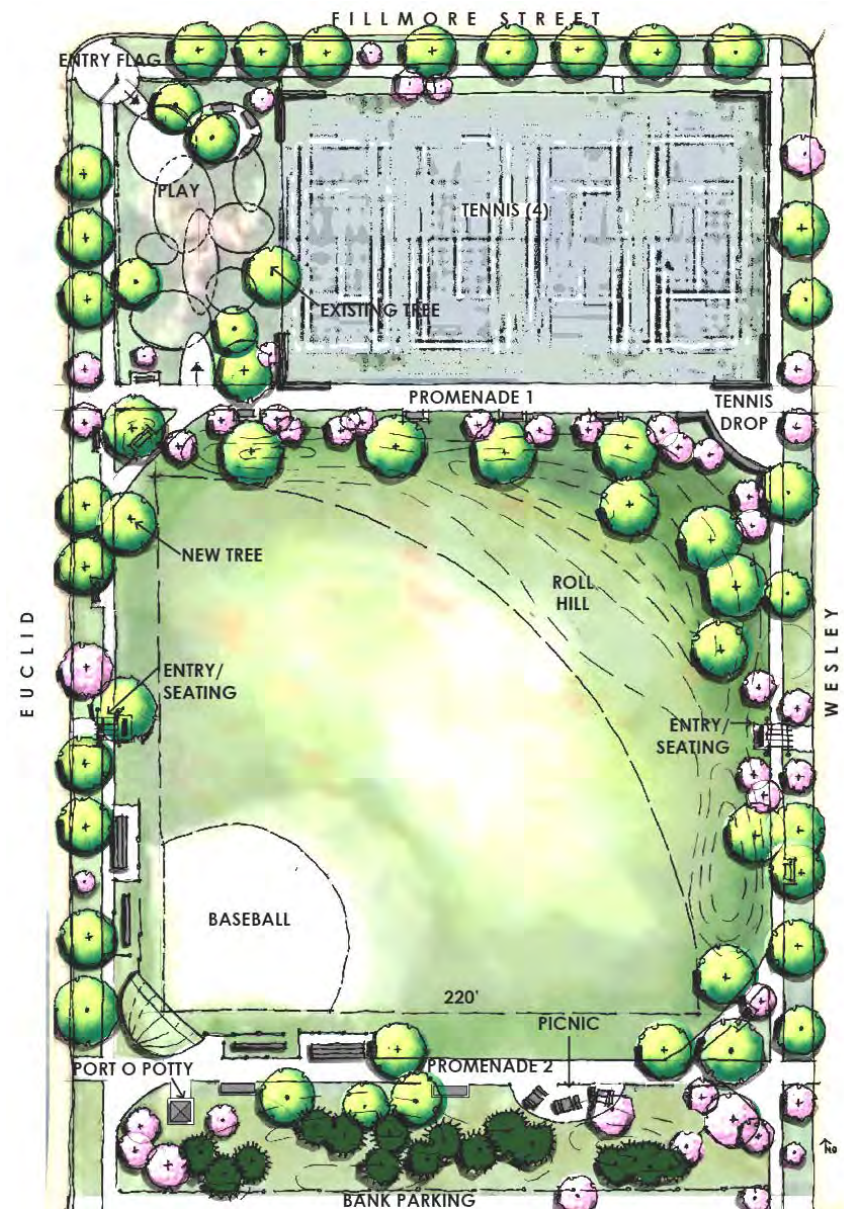 FILLMORE STREET
ENTRY FLAG
PLAY
TENNIS (4)
EXISTING TREE
PROMENADE 1
TENNIS
DROP
NEW TREE
ROLL
HILL
EUCLID
WESLEY
ENTRY/
SEATING
ENTRY/
SEATING
BASEBALL
220'
PICNIC
PORT O POTTY
PROMENADE 2
No
BANK PARKING